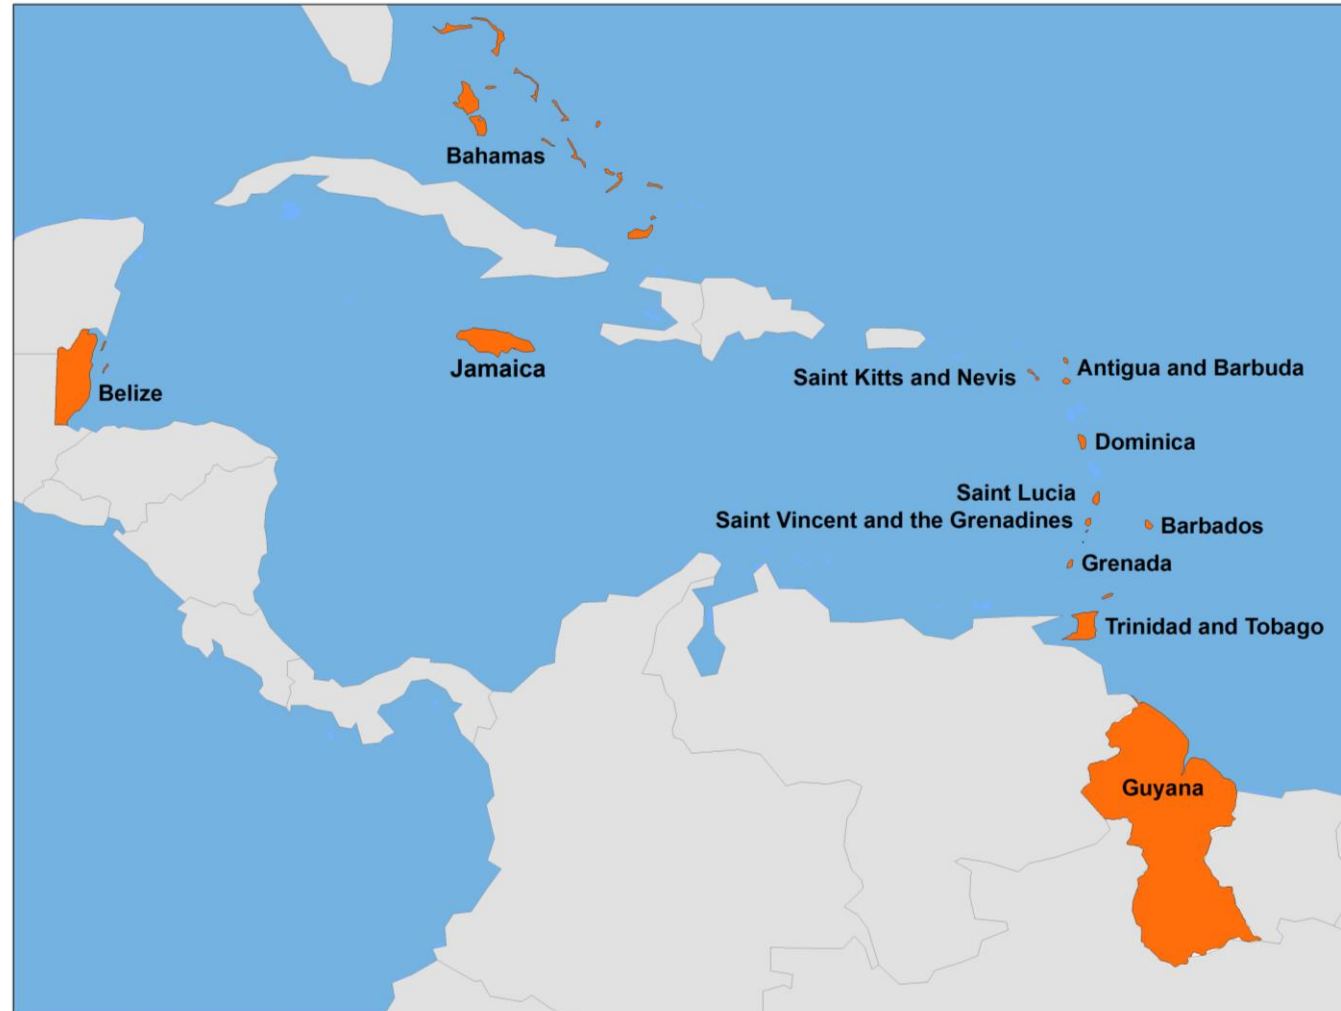 Bahamas
Jamaica
Belize
Saint Kitts and Nevis
Antigua and Barbuda
Dominica
Saint Lucia
Saint Vincent and the Grenadines
Barbados
Grenada
Trinidad and Tobago
Guyana